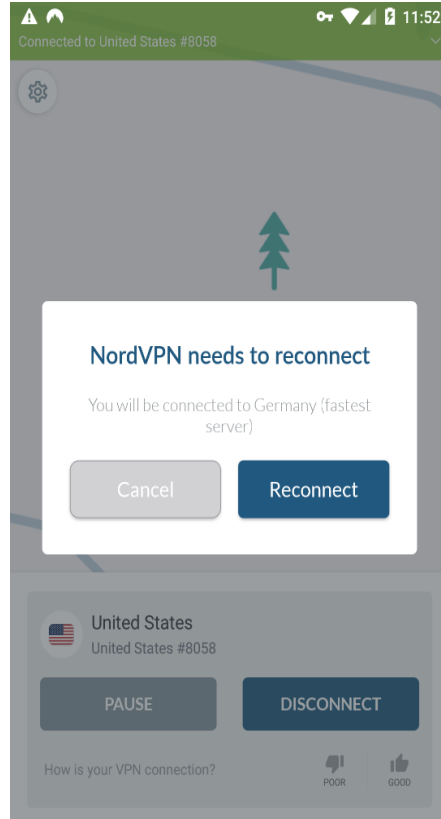 11:52
Connected to United States #8058
NordVPN needs to reconnect
You will be connected to Germany (fastest
server)
Cancel
Reconnect
United States
United States #8058
PAUSE
DISCONNECT
How is your VPN connection?
POOR
GOOD